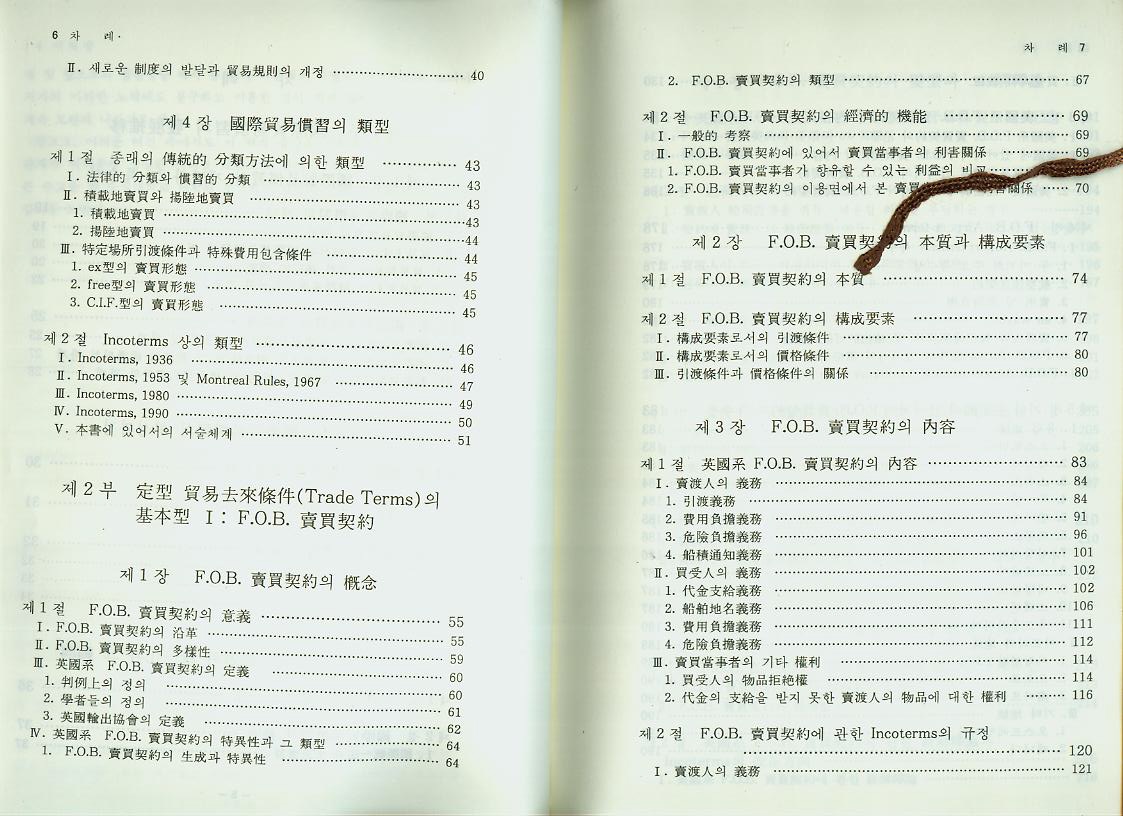 6 차 례·
Ⅱ. 새로운 制度의 발달과 貿易規則의 개정 40
제 4 장 國際貿易慣習의 類型
제 1 절 종래의 傳統的 分類方法에 의한 類型 43
Ⅰ. 法律的 分類와 慣習的 分類 43
Ⅱ. 積載地賣買와 揚陸地賣買 43
1. 積載地賣買 43
2. 揚陸地賣買 44
Ⅲ. 特定場所引渡條件과 特殊費用包含條件 44
1. ex型의 賣買形態 45
2. free型의 賣買形態 45
3. C.I.F.型의 賣買形態 45
제 2 절 Incoterms 상의 類型 46
Ⅰ. Incoterms, 1936 46
Ⅱ. Incoterms, 1953 및 Montreal Rules, 1967 47
Ⅲ. Incoterms, 1980 49
Ⅳ. Incoterms, 1990 50
Ⅴ. 本書에 있어서의 서술체계 51
제 2 부 定型 貿易去來條件(Trade Terms)의
基本型 Ⅰ: F.O.B. 賣買契約
제 1 장 F.O.B. 賣買契約의 槪念
제 1 절 F.O.B. 賣買契約의 意義 55
Ⅰ. F.O.B. 賣買契約의 沿革 55
Ⅱ. F.O.B. 賣買契約의 多樣性 59
Ⅲ. 英國系 F.O.B. 賣買契約의 定義 60
1. 判例上의 정의 60
2. 學者들의 정의 61
3. 英國輸出協會의 定義 62
Ⅳ. 英國系 F.O.B. 賣買契約의 特異性과 그 類型 64
1. F.O.B. 賣買契約의 生成과 特異性 64
차 례 7
2. F.O.B. 賣買契約의 類型 67
제 2 절 F.O.B. 賣買契約의 經濟的 機能 69
Ⅰ. 一般的 考察 69
Ⅱ. F.O.B. 賣買契約에 있어서 賣買當事者의 利害關係 69
1. F.O.B. 賣買當事者가 향유할 수 있는 利益의 비교
2. F.O.B. 賣買契約의 이용면에서 본 賣買 利害關係 70
제 2 장 F.O.B. 賣買契約의 本質과 構成要素
제 1 절 F.O.B. 賣買契約의 本質 74
제 2 절 F.O.B. 賣買契約의 構成要素 77
Ⅰ. 構成要素로서의 引渡條件 77
Ⅱ. 構成要素로서의 價格條件 80
Ⅲ. 引渡條件과 價格條件의 關係 80
제 3 장 F.O.B. 賣買契約의 內容
제 1 절 英國系 F.O.B. 賣買契約의 內容 83
Ⅰ. 賣渡人의 義務 84
1. 引渡義務 84
2. 費用負擔義務 91
3. 危險負擔義務 96
4. 船積通知義務 101
Ⅱ. 買受人의 義務 102
1. 代金支給義務 102
2. 船舶地名義務 106
3. 費用負擔義務 111
4. 危險負擔義務 112
Ⅲ. 賣買當事者의 기타 權利 114
1. 買受人의 物品拒絶權 114
2. 代金의 支給을 받지 못한 賣渡人의 物品에 대한 權利 116
제 2 절 F.O.B. 賣買契約에 관한 Incoterms의 규정
120
Ⅰ. 賣渡人의 義務 121